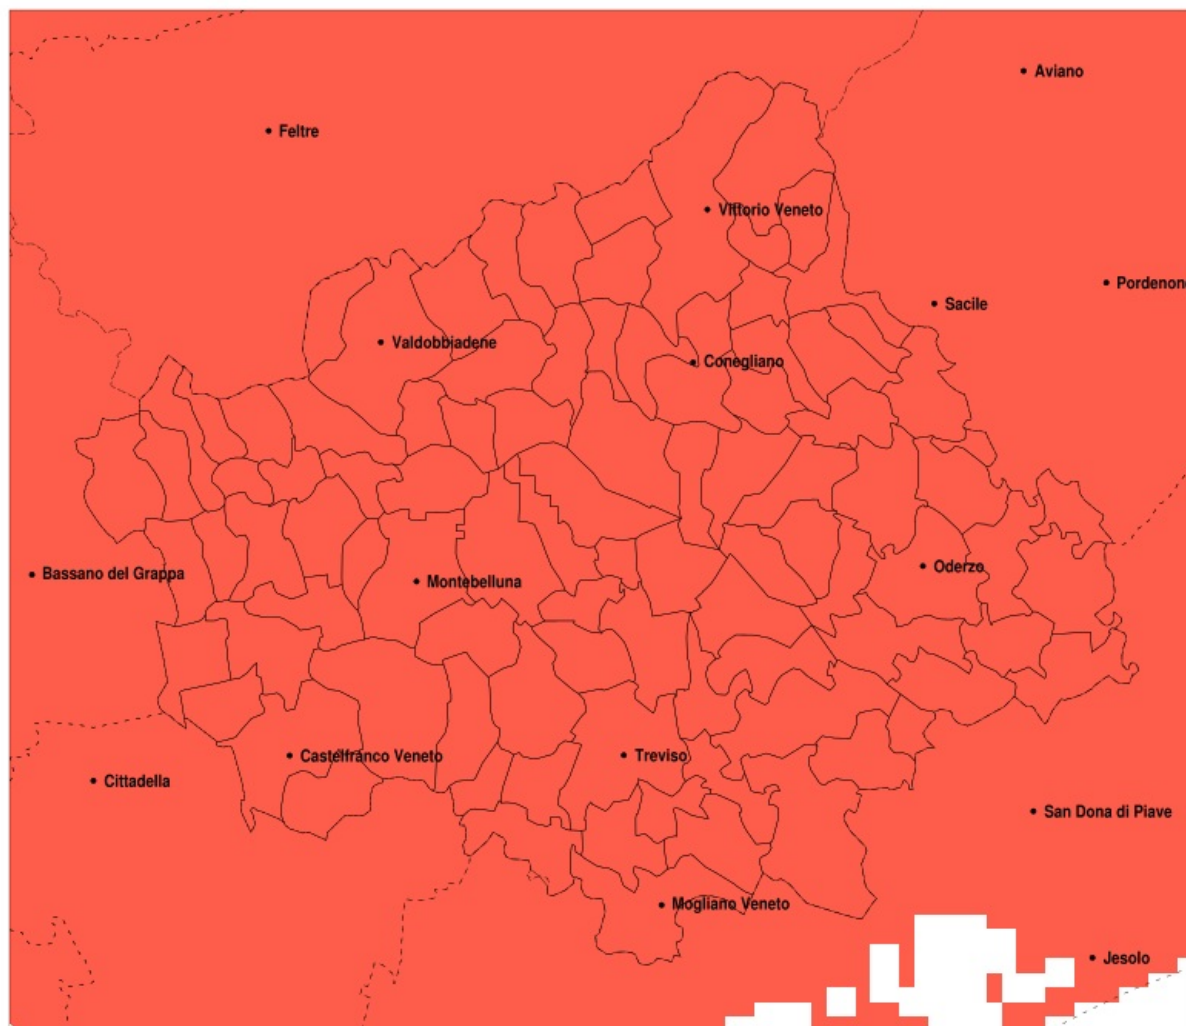 Aviano
Feltre
Vittorio Veneto
Pordenon
Sacile
Valdobbiadene
Conegliano
Bassano del Grappa
Montebelluna
Oderzo
Castelfranco Veneto
Treviso
Cittadella
San Dona di Piave
Mogliano Veneto
Jesolo